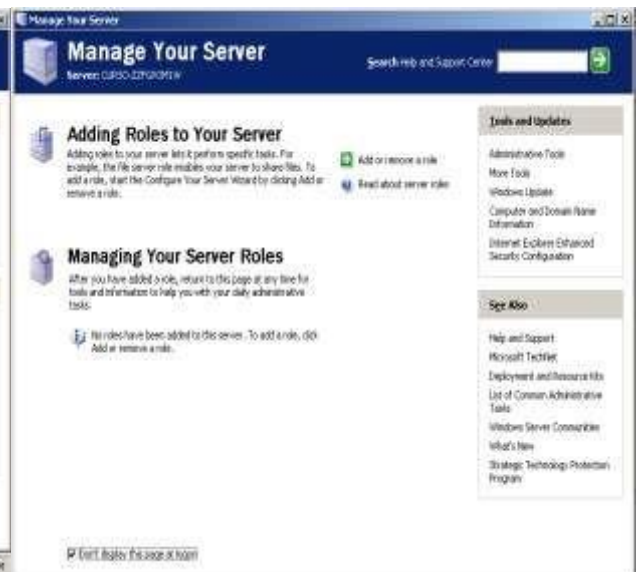 Manage Your Server
Manage Your Server
Server:
Search Help and Support Center
Adding Roles to Your Server
Adding roles to your server lets it perform specific tasks. For
example, the file server role enables your server to share files. To
add a role, start the Configure Your Server Wizard by clicking Add or
remove a role.
Add or remove a role
Read about server roles
Managing Your Server Roles
After you have added a role, return to this page at any time for
tools and information to help you with your daily administrative
tasks.
No roles have been added to this server. To add a role, click
Add or remove a role.
Tools and Updates
Administrative Tools
More Tools
Windows Update
Computer and Domain Name
Information
Internet Explorer Enhanced
Security Configuration
See Also
Help and Support
Microsoft TechNet
Deployment and Resource Kits
List of Common Administrative
Tasks
Windows Server Communities
What's New
Strategic Technology Protection
Program
Don't display this page at logon